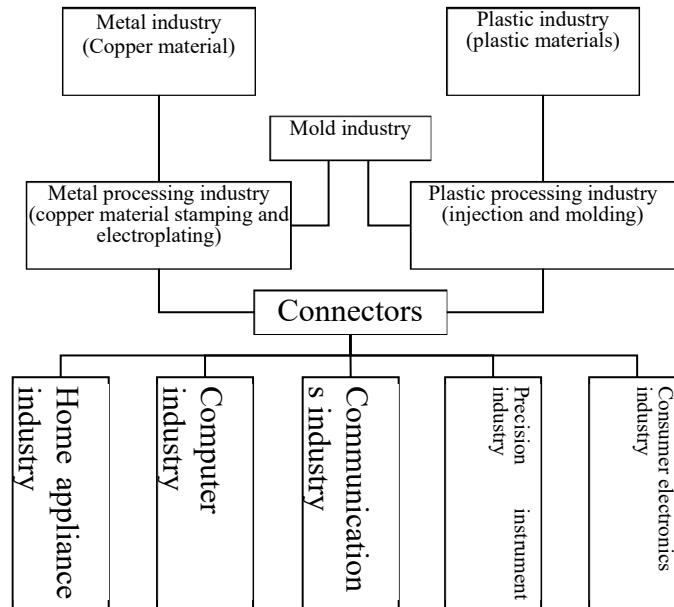 Metal industry
(Copper material)
Plastic industry
(plastic materials)
Mold industry
Metal processing industry
(copper material stamping and
electroplating)
Plastic processing industry
(injection and molding)
Connectors
Home appliance
industry
Computer
industry
Communication
s industry
Precision instrument
industry
Consumer electronics
industry